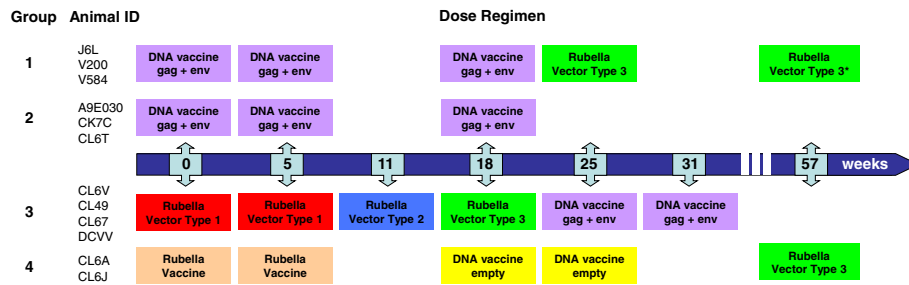 Group Animal ID Dose Regimen
1
J6L
V200
V584
DNA vaccine
gag + env
DNA vaccine
gag + env
DNA vaccine
gag + env
Rubella
Vector Type 3
Rubella
Vector Type 3*
2
A9E030
CK7C
CL6T
DNA vaccine
gag + env
DNA vaccine
gag + env
DNA vaccine
gag + env
0 5 11 18 25 31 57 weeks
3
CL6V
CL49
CL67
DCVV
Rubella
Vector Type 1
Rubella
Vector Type 1
Rubella
Vector Type 2
Rubella
Vector Type 3
DNA vaccine
gag + env
DNA vaccine
gag + env
4
CL6A
CL6J
Rubella
Vaccine
Rubella
Vaccine
DNA vaccine
empty
DNA vaccine
empty
Rubella
Vector Type 3